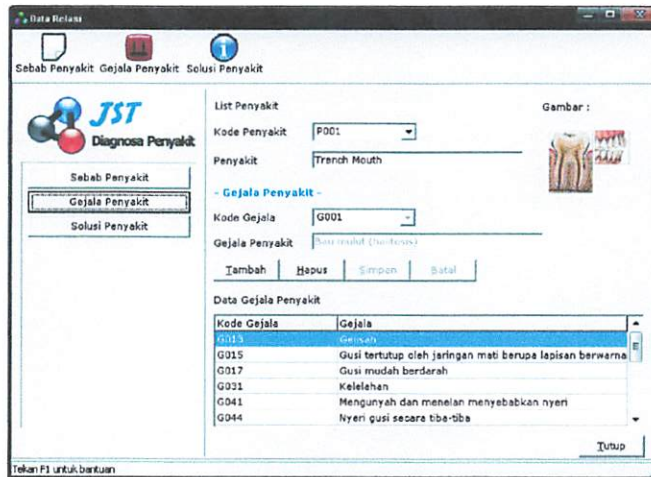 Data Relasi
Sebab Penyakit Gejala Penyakit Solusi Penyakit
JST
Diagnosa Penyakit
Sebab Penyakit
Gejala Penyakit
Solusi Penyakit
List Penyakit
Gambar :
Kode Penyakit P001
Penyakit Trench Mouth
- Gejala Penyakit -
Kode Gejala G001
Gejala Penyakit Bau mulut
Tambah Hapus Simpan Batal
Data Gejala Penyakit
Kode Gejala Gejala
G013 Gelisah
G015 Gusi tertutup oleh jaringan mati berupa lapisan berwarna
G017 Gusi mudah berdarah
G031 Kelelahan
G041 Mengunyah dan menelan menyebabkan nyeri
G044 Nyeri gusi secara tiba-tiba
Tutup
Tekan F1 untuk bantuan